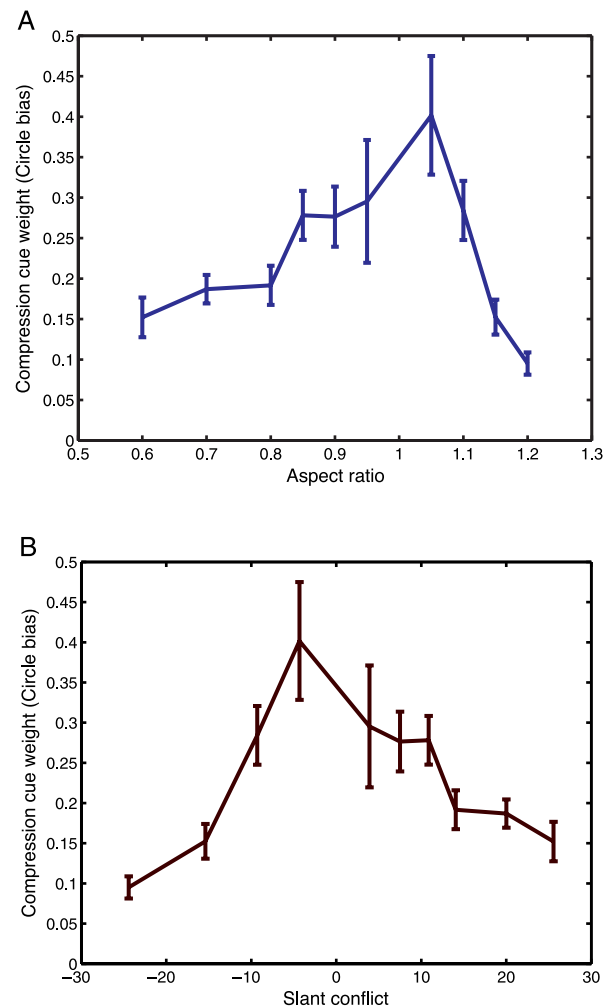 A
Compression cue weight (Circle bias)
0.5
0.45
0.4
0.35
0.3
0.25
0.2
0.15
0.1
0.05
0
0.5 0.6 0.7 0.8 0.9 1 1.1 1.2 1.3
Aspect ratio
B
Compression cue weight (Circle bias)
0.5
0.45
0.4
0.35
0.3
0.25
0.2
0.15
0.1
0.05
0
−30 −20 −10 0 10 20 30
Slant conflict